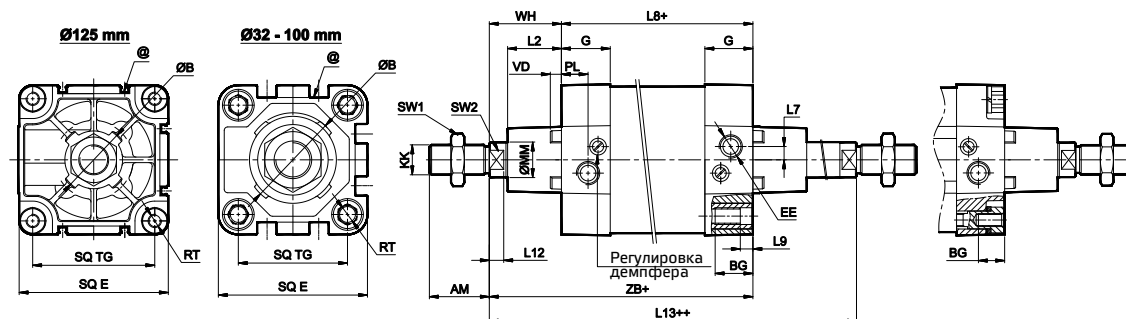 Ø125 mm
Ø32 - 100 mm
@
@
ØB
ØB
RT
RT
SQ TG
SQ TG
SQ E
SQ E
WH
L8+
L2
G
G
VD
PL
SW1
SW2
L7
KK
ØMM
EE
L12
L9
Регулировка
демпфера
BG
BG
AM
ZB+
L13++